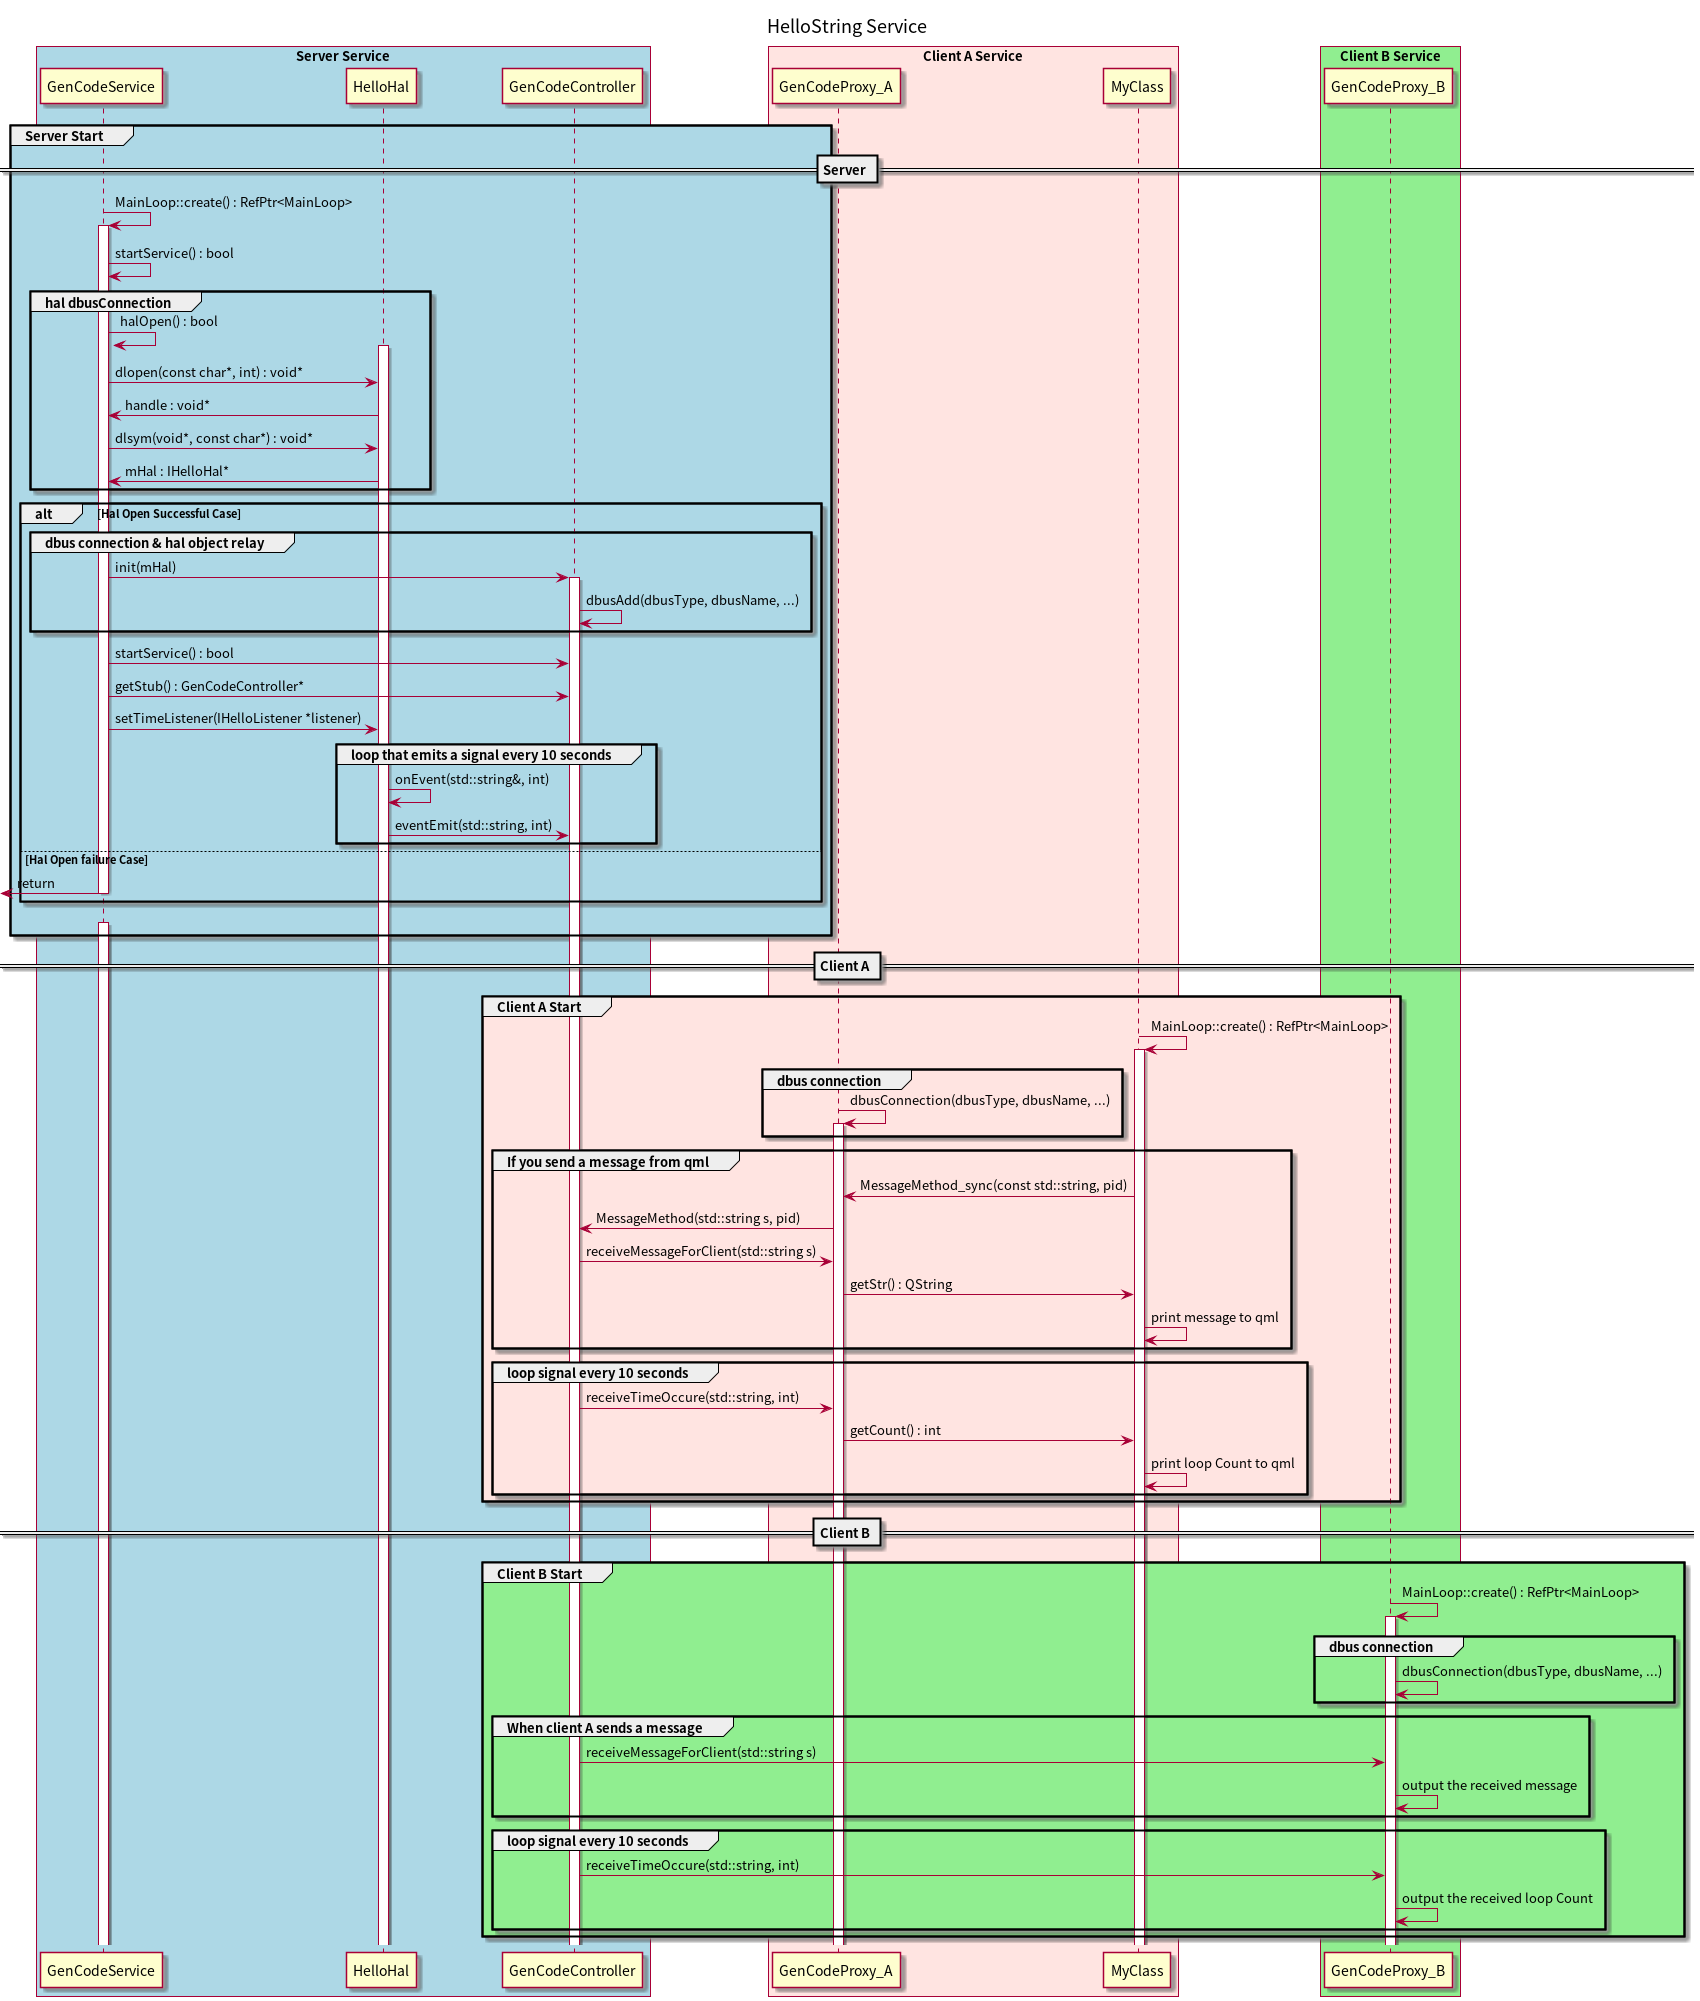 HelloString Service
Server Service
Client A Service
Client B Service
GenCodeService
HelloHal
GenCodeController
GenCodeProxy_A
MyClass
GenCodeProxy_B
Server Start
Server
MainLoop::create() : RefPtr<MainLoop>
startService() : bool
hal dbusConnection
halOpen() : bool
dlopen(const char*, int) : void*
handle : void*
dlsym(void*, const char*) : void*
mHal : IHelloHal*
alt [Hal Open Successful Case]
dbus connection & hal object relay
init(mHal)
dbusAdd(dbusType, dbusName, ...)
startService() : bool
getStub() : GenCodeController*
setTimeListener(IHelloListener *listener)
loop that emits a signal every 10 seconds
onEvent(std::string&, int)
eventEmit(std::string, int)
[Hal Open failure Case]
return
Client A
Client A Start
MainLoop::create() : RefPtr<MainLoop>
dbus connection
dbusConnection(dbusType, dbusName, ...)
If you send a message from qml
MessageMethod_sync(const std::string, pid)
MessageMethod(std::string s, pid)
receiveMessageForClient(std::string s)
getStr() : QString
print message to qml
loop signal every 10 seconds
receiveTimeOccure(std::string, int)
getCount() : int
print loop Count to qml
Client B
Client B Start
MainLoop::create() : RefPtr<MainLoop>
dbus connection
dbusConnection(dbusType, dbusName, ...)
When client A sends a message
receiveMessageForClient(std::string s)
output the received message
loop signal every 10 seconds
receiveTimeOccure(std::string, int)
output the received loop Count
GenCodeService
HelloHal
GenCodeController
GenCodeProxy_A
MyClass
GenCodeProxy_B